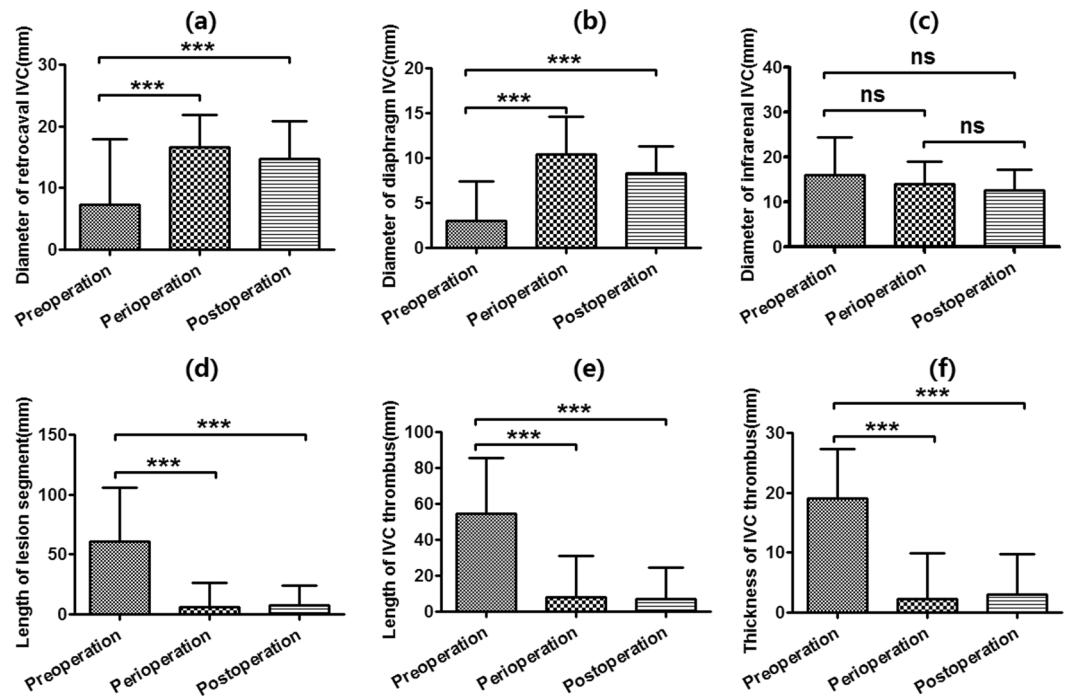 (a)
Diameter of retrocaval IVC(mm)
30
20
10
0
***
***
Preoperation
Perioperation
Postoperation
(b)
Diameter of diaphragm IVC(mm)
20
15
10
5
0
***
***
Preoperation
Perioperation
Postoperation
(c)
Diameter of infrarenal IVC(mm)
40
30
20
10
0
ns
ns
ns
Preoperation
Perioperation
Postoperation
(d)
Length of lesion segment(mm)
150
100
50
0
***
***
Preoperation
Perioperation
Postoperation
(e)
Length of IVC thrombus(mm)
100
80
60
40
20
0
***
***
Preoperation
Perioperation
Postoperation
(f)
Thickness of IVC thrombus(mm)
30
20
10
0
***
***
Preoperation
Perioperation
Postoperation